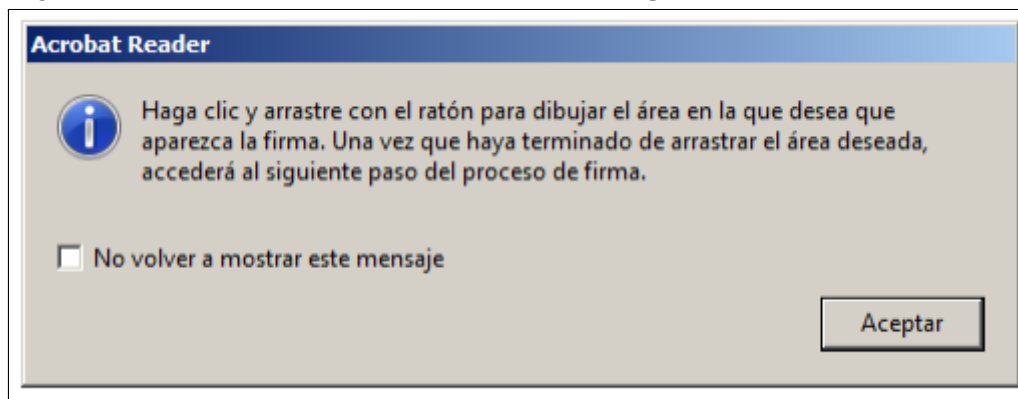 Acrobat Reader
Haga clic y arrastre con el ratón para dibujar el área en la que desea que
aparezca la firma. Una vez que haya terminado de arrastrar el área deseada,
accederá al siguiente paso del proceso de firma.
No volver a mostrar este mensaje
Aceptar